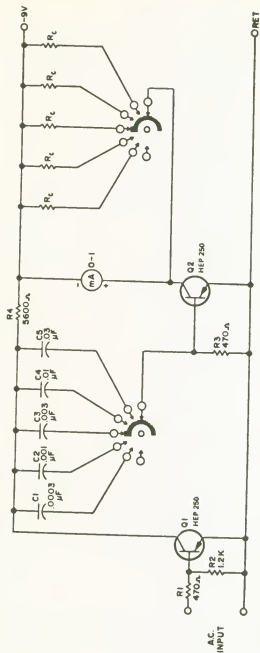 -9V
RET
R4
5600Ω
Rc
Rc
Rc
Rc
Rc
C1
.0003
µF
C2
.001
µF
C3
.003
µF
C4
.01
µF
C5
.03
µF
-
mA
0-1
+
Q1
HEP 250
Q2
HEP 250
R1
470Ω
R2
1.2K
R3
470Ω
A.C.
INPUT